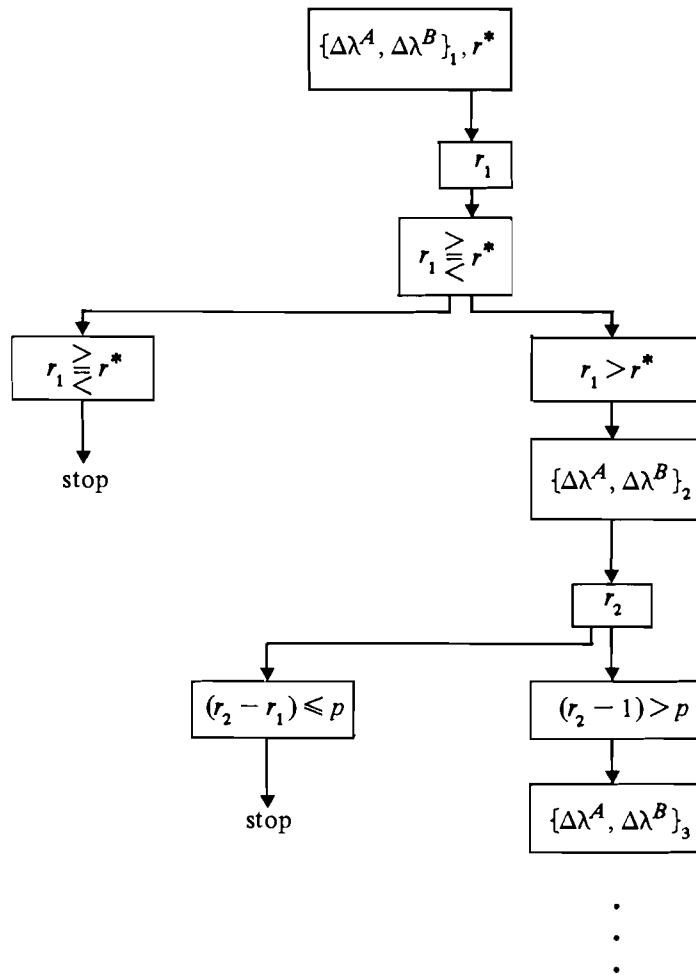 {Δλ^A, Δλ^B}_1, r*
r_1
r_1 ⪌ r*
r_1 ⪌ r*
r_1 > r*
stop
{Δλ^A, Δλ^B}_2
r_2
(r_2 − r_1) ⩽ p
(r_2 − 1) > p
stop
{Δλ^A, Δλ^B}_3
.
.
.